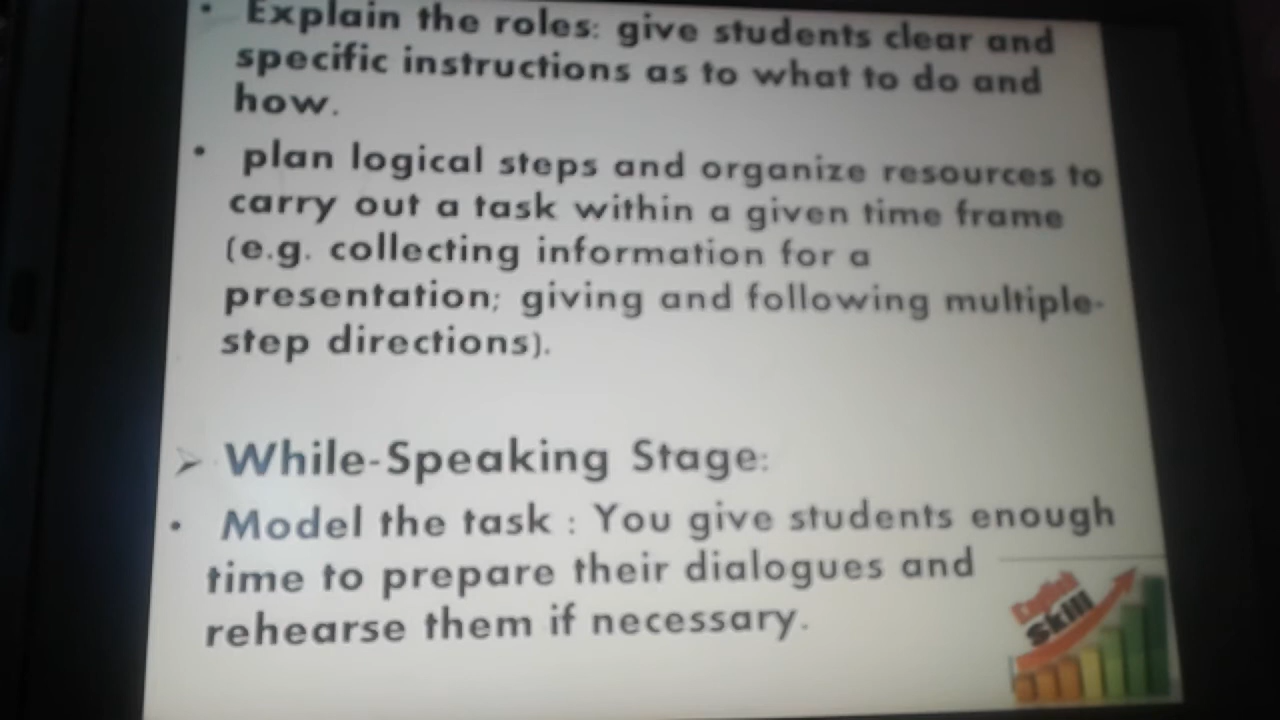 • Explain the roles: give students clear and
specific instructions as to what to do and
how.
• plan logical steps and organize resources to
carry out a task within a given time frame
(e.g. collecting information for a
presentation; giving and following multiple-
step directions).
➢ While-Speaking Stage:
• Model the task : You give students enough
time to prepare their dialogues and
rehearse them if necessary.
English
skill